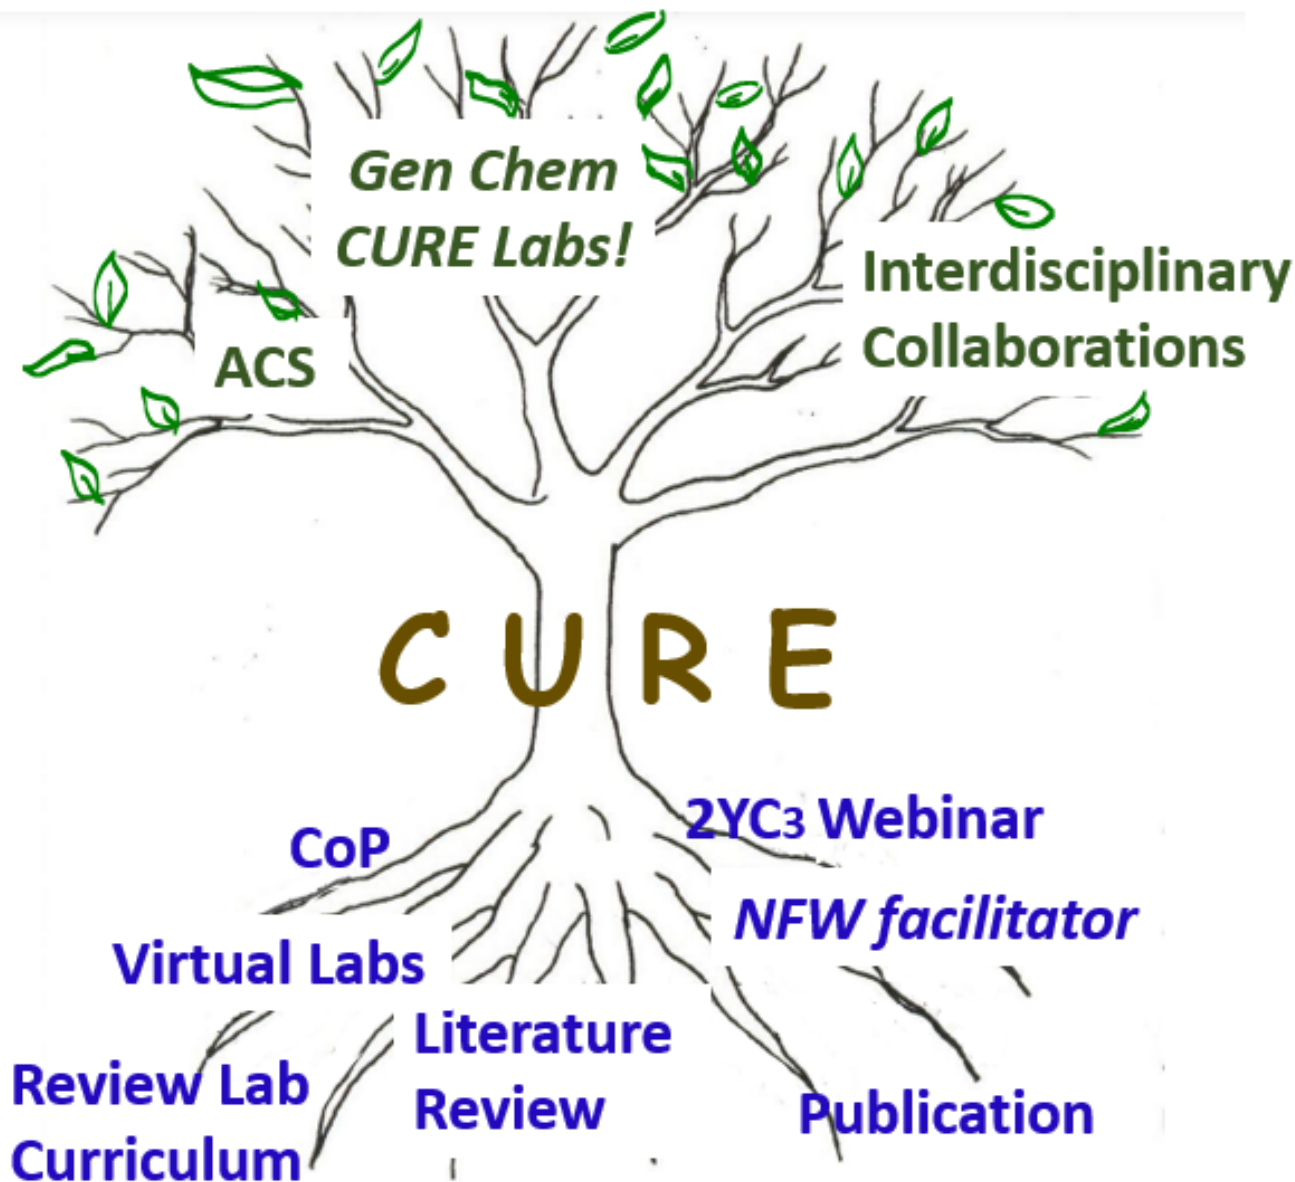 Gen Chem
CURE Labs!
Interdisciplinary
Collaborations
ACS
C U R E
CoP
2YC3 Webinar
NFW facilitator
Virtual Labs
Literature
Review
Review Lab
Curriculum
Publication